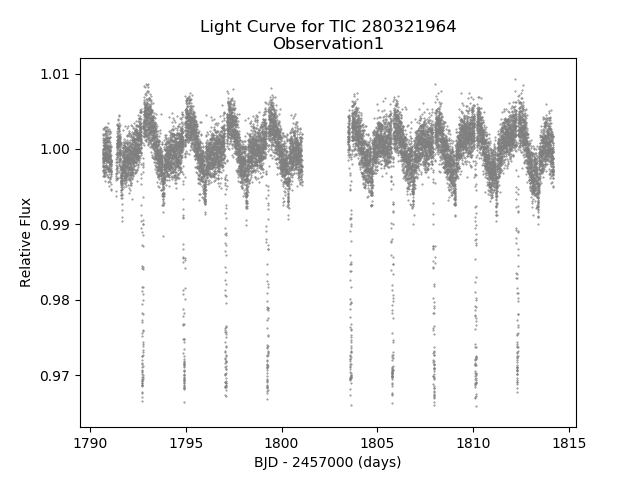 Light Curve for TIC 280321964
Observation1
1.01
1.00
0.99
0.98
0.97
Relative Flux
1790
1795
1800
1805
1810
1815
BJD - 2457000 (days)